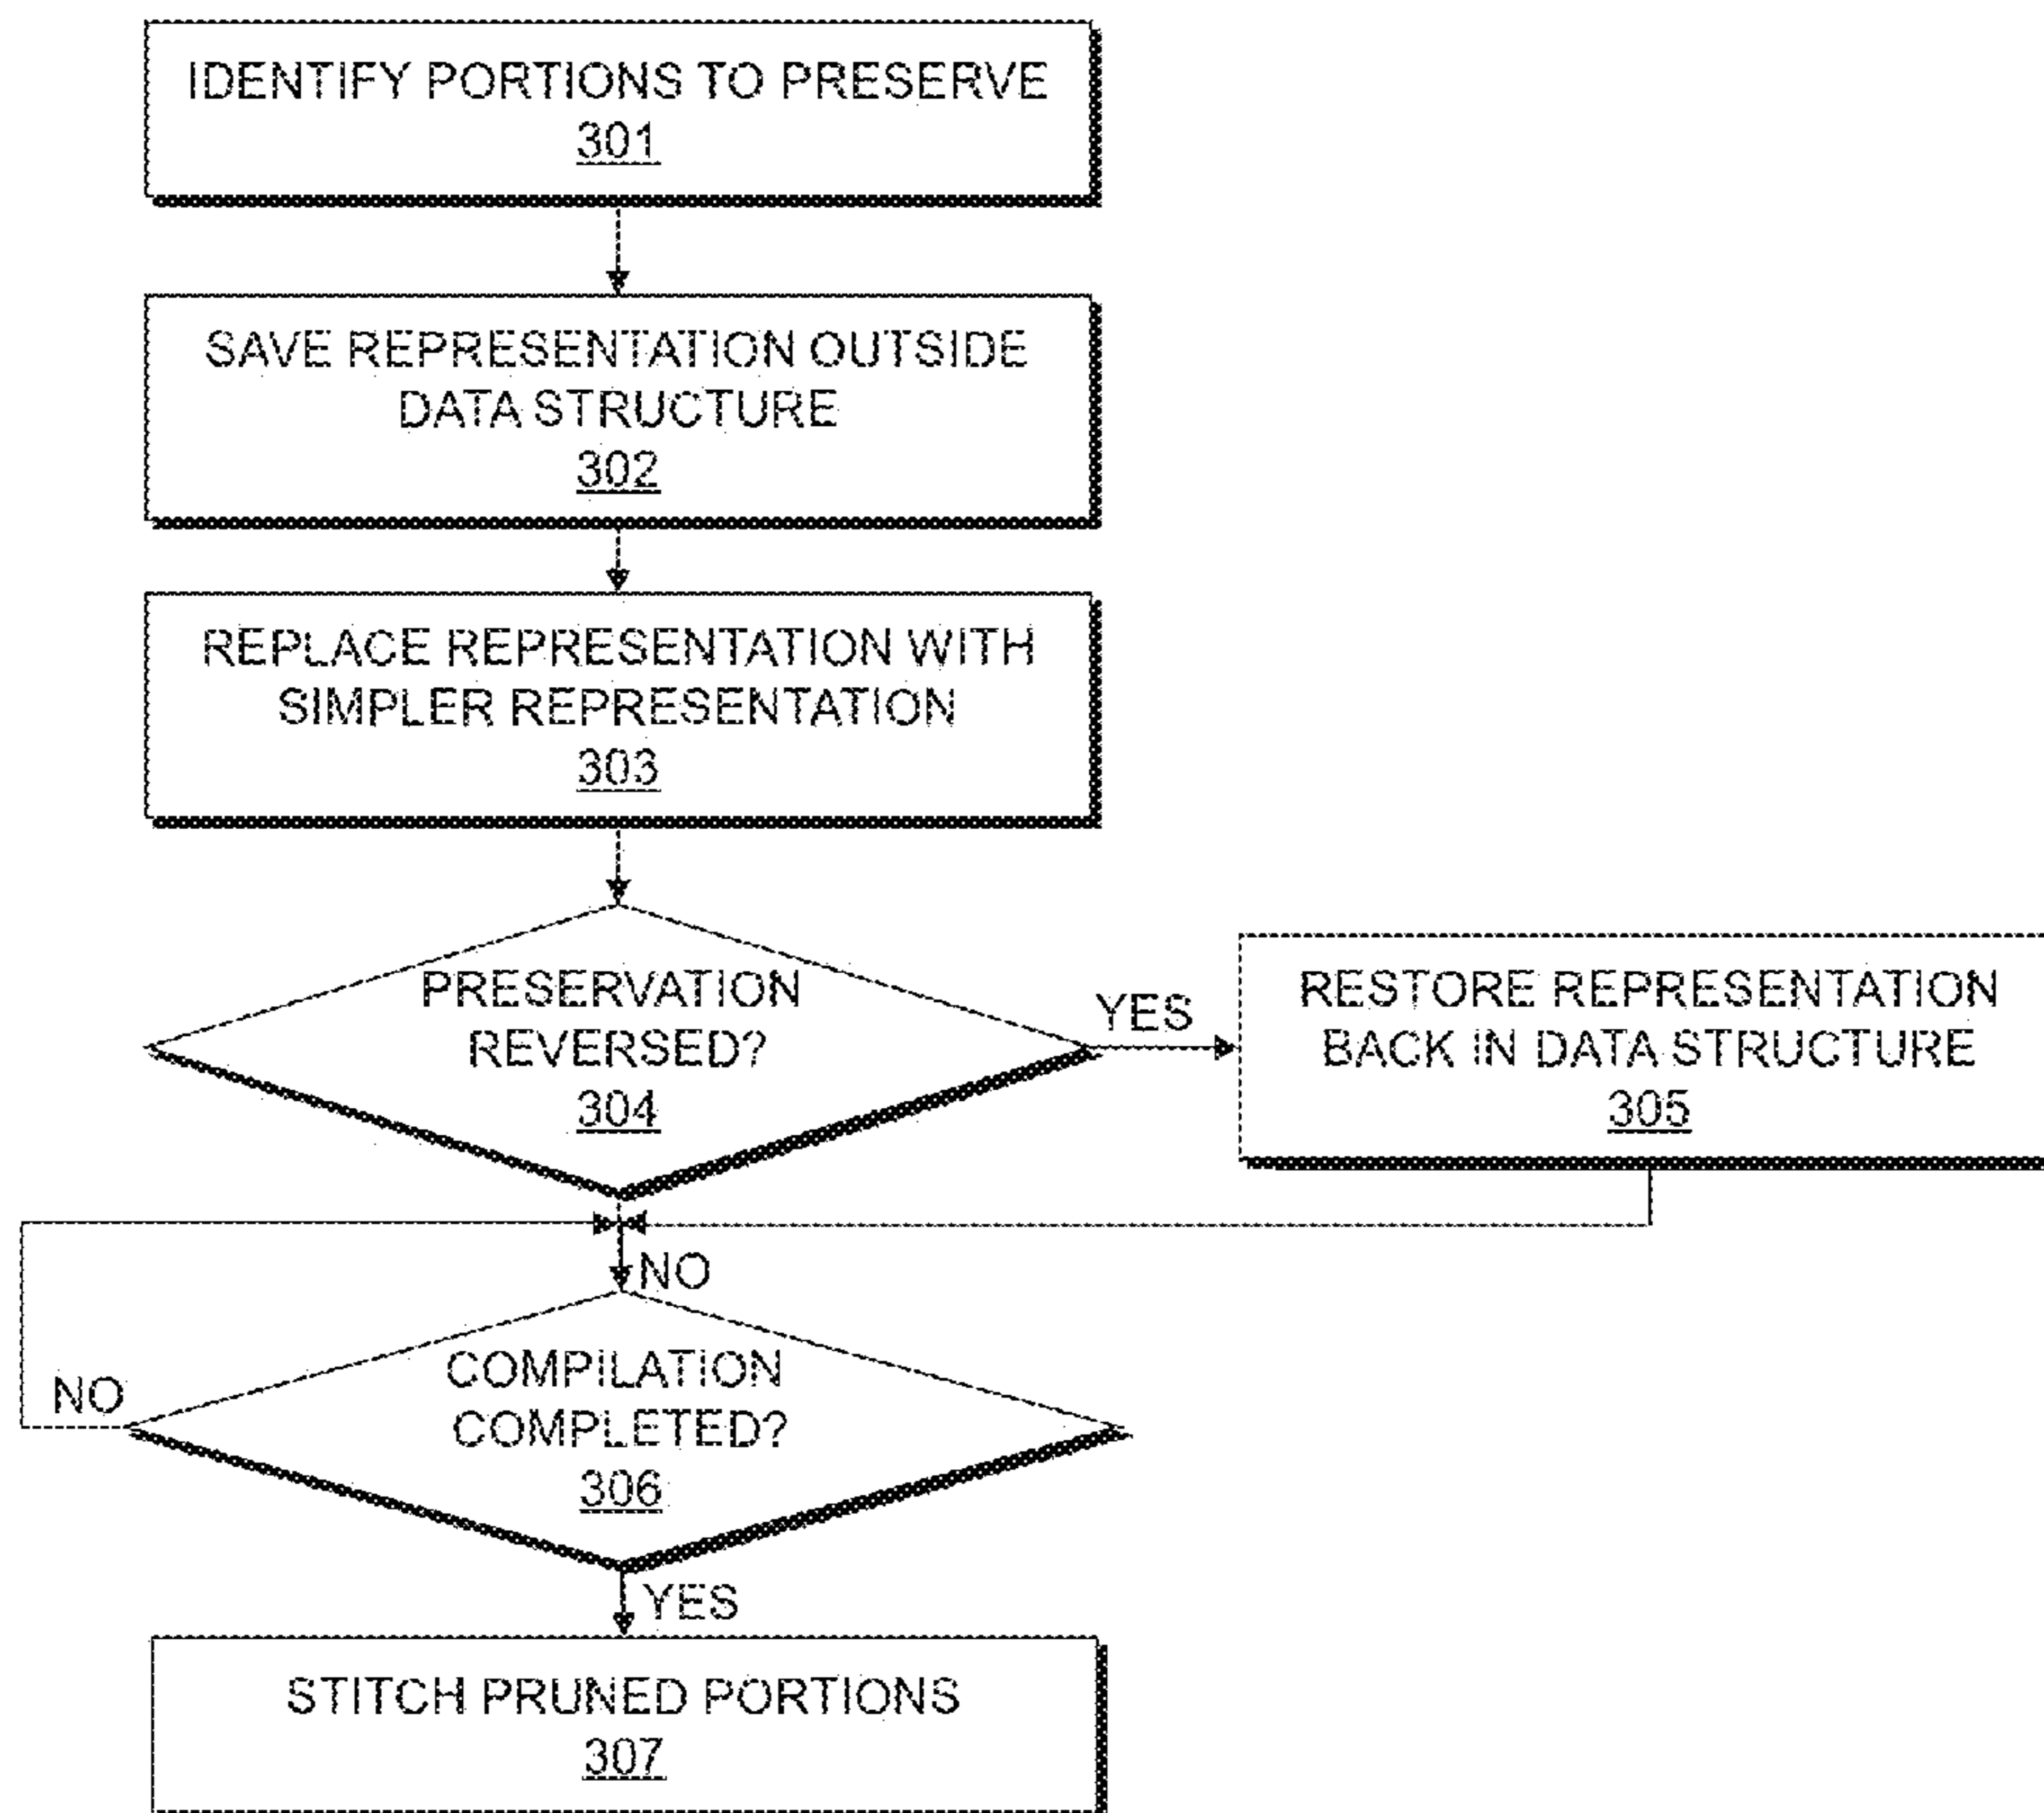 IDENTIFY PORTIONS TO PRESERVE
301
SAVE REPRESENTATION OUTSIDE
DATA STRUCTURE
302
REPLACE REPRESENTATION WITH
SIMPLER REPRESENTATION
303
PRESERVATION
REVERSED?
304
YES
RESTORE REPRESENTATION
BACK IN DATA STRUCTURE
305
NO
COMPILATION
COMPLETED?
306
NO
YES
STITCH PRUNED PORTIONS
307